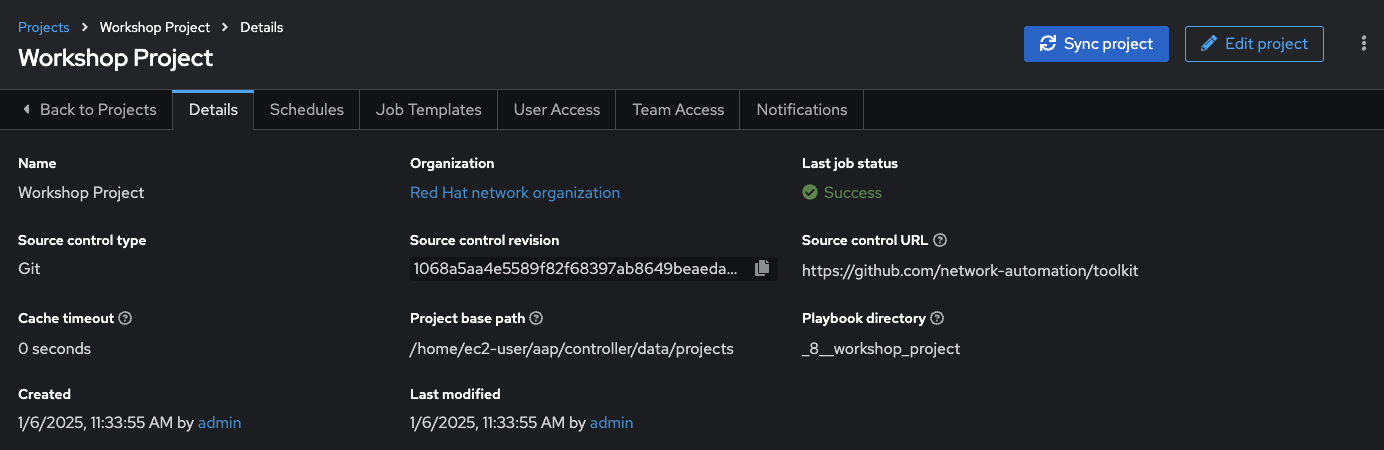 Projects > Workshop Project > Details
Workshop Project
Sync project
Edit project
Back to Projects
Details
Schedules
Job Templates
User Access
Team Access
Notifications
Name
Workshop Project
Organization
Red Hat network organization
Last job status
Success
Source control type
Git
Source control revision
1068a5aa4e5589f82f68397ab8649beaeda...
Source control URL
https://github.com/network-automation/toolkit
Cache timeout
0 seconds
Project base path
/home/ec2-user/aap/controller/data/projects
Playbook directory
_8__workshop_project
Created
1/6/2025, 11:33:55 AM by admin
Last modified
1/6/2025, 11:33:55 AM by admin